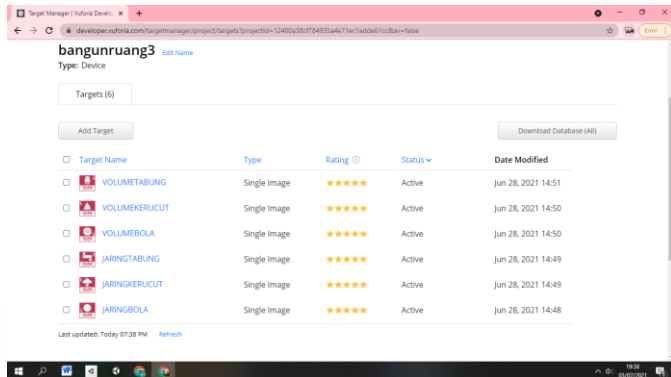 Target Manager | Vuforia Develo
developer.vuforia.com/targetmanager/project/targets?projectId=12400a38cf784935a4e71ec1adde61cc&av=false
Error
bangunruang3 Edit Name
Type: Device
Targets (6)
Add Target Download Database (All)
Target Name Type Rating Status Date Modified
VOLUMETABUNG Single Image Active Jun 28, 2021 14:51
VOLUMEKERUCUT Single Image Active Jun 28, 2021 14:50
VOLUMEBOLA Single Image Active Jun 28, 2021 14:50
JARINGTABUNG Single Image Active Jun 28, 2021 14:49
JARINGKERUCUT Single Image Active Jun 28, 2021 14:49
JARINGBOLA Single Image Active Jun 28, 2021 14:48
Last updated: Today 07:38 PM Refresh
19:38
03/07/2021